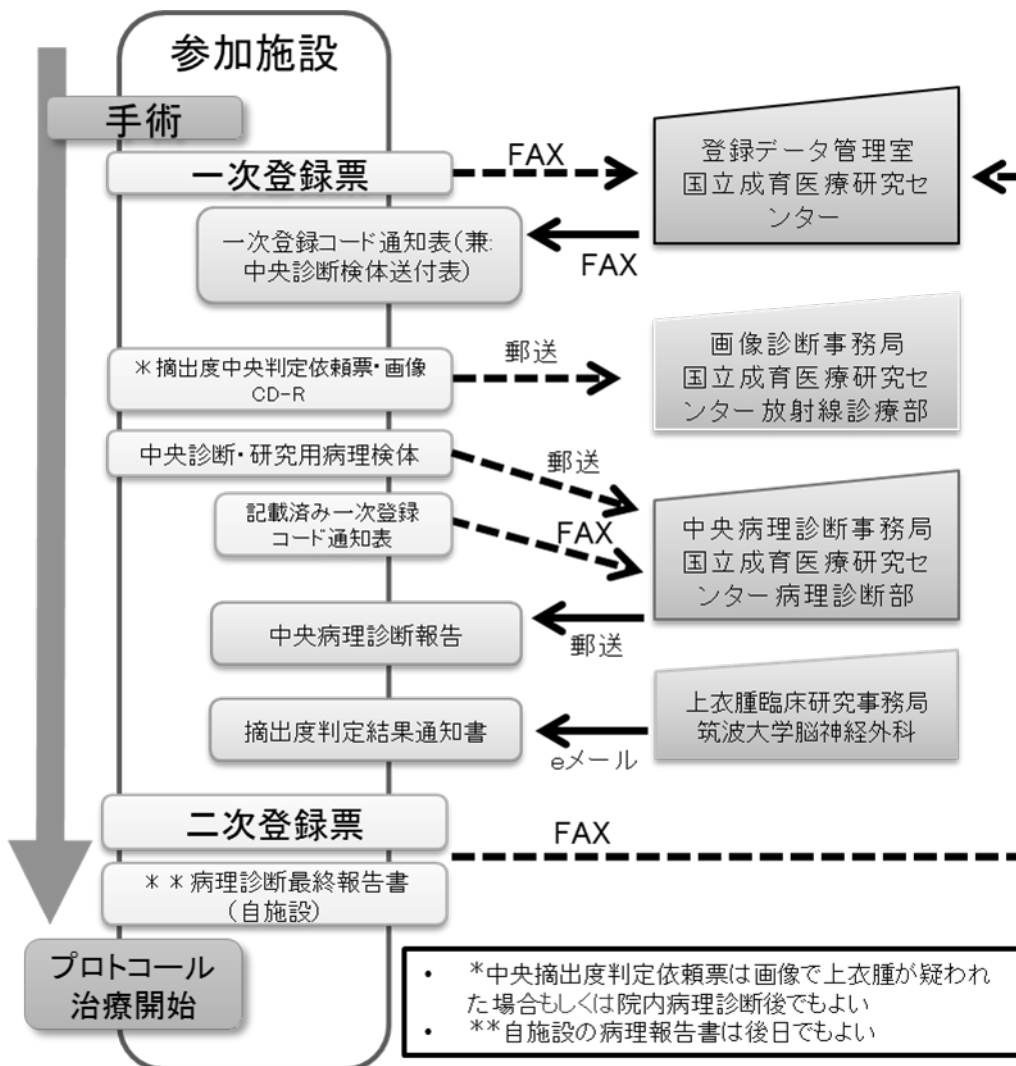 参加施設
手術
一次登録票
FAX
登録データ管理室
国立成育医療研究セ
ンター
一次登録コード通知表(兼:
中央診断検体送付表)
FAX
*摘出度中央判定依頼票・画像
CD-R
郵送
画像診断事務局
国立成育医療研究セ
ンター放射線診療部
中央診断・研究用病理検体
郵送
記載済み一次登録
コード通知表
FAX
中央病理診断事務局
国立成育医療研究セ
ンター病理診断部
中央病理診断報告
郵送
摘出度判定結果通知書
eメール
上衣腫臨床研究事務局
筑波大学脳神経外科
二次登録票
FAX
**病理診断最終報告書
(自施設)
プロトコール
治療開始
• *中央摘出度判定依頼票は画像で上衣腫が疑われ
た場合もしくは院内病理診断後でもよい
• **自施設の病理報告書は後日でもよい